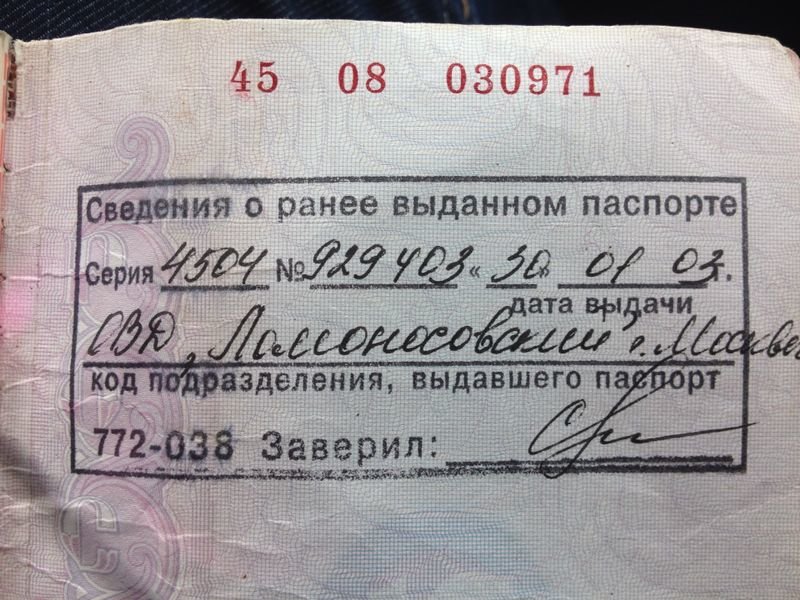 45 08 030971
Сведения о ранее выданном паспорте
Серия 4504 № 929403 «30» 01 03 г.
дата выдачи
ОВД „Ломоносовский" г. Москвы
код подразделения, выдавшего паспорт
772-038 Заверил: